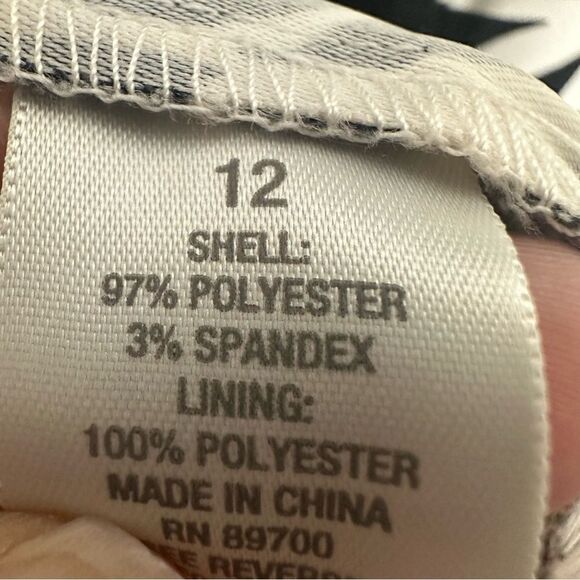 12
SHELL:
97% POLYESTER
3% SPANDEX
LINING:
100% POLYESTER
MADE IN CHINA
RN 89700